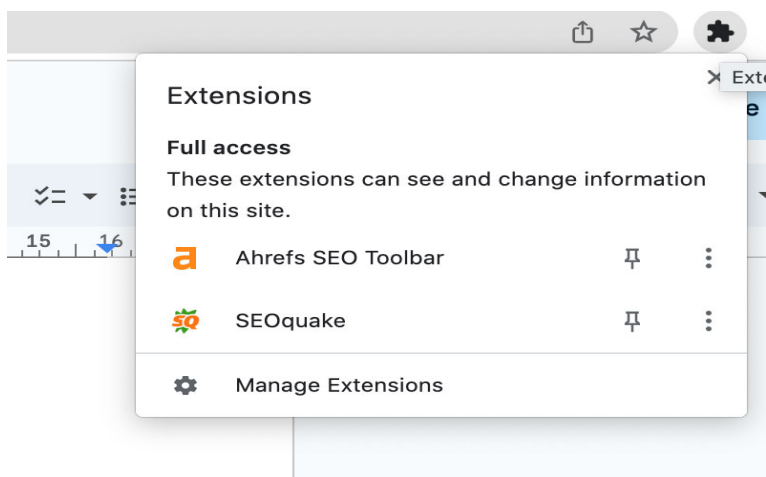 Extensions
Exte
Full access
e
These extensions can see and change information
on this site.
15
16
a
Ahrefs SEO Toolbar
SQ
SEOquake
Manage Extensions